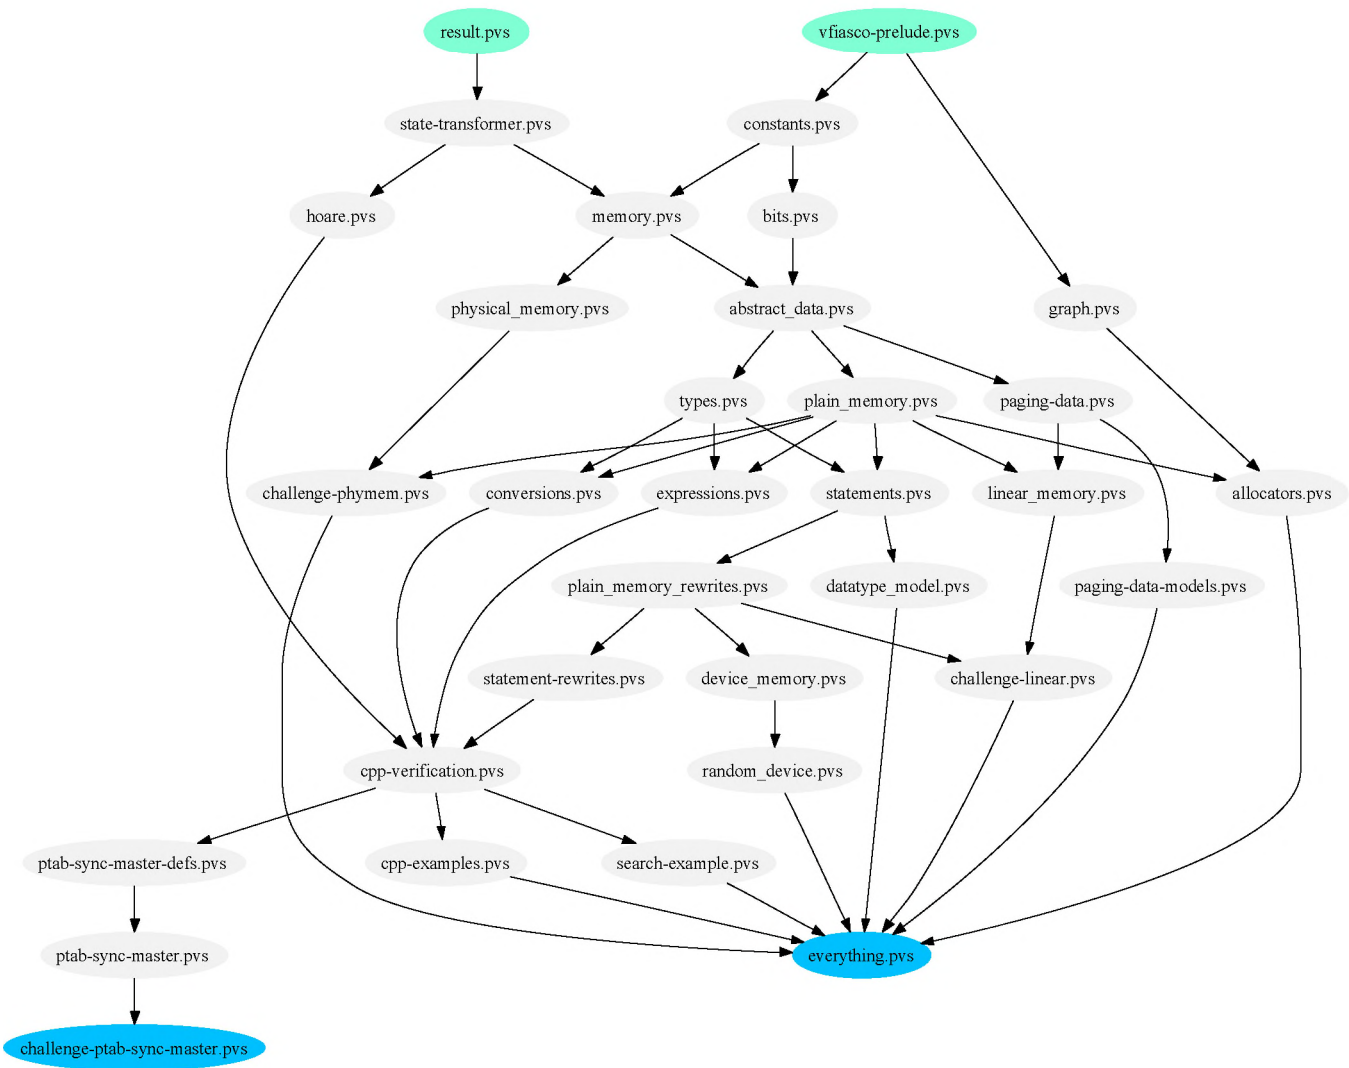 result.pvs
vfiasco-prelude.pvs
state-transformer.pvs
constants.pvs
hoare.pvs
memory.pvs
bits.pvs
physical_memory.pvs
abstract_data.pvs
graph.pvs
types.pvs
plain_memory.pvs
paging-data.pvs
challenge-phymem.pvs
conversions.pvs
expressions.pvs
statements.pvs
linear_memory.pvs
allocators.pvs
plain_memory_rewrites.pvs
datatype_model.pvs
paging-data-models.pvs
statement-rewrites.pvs
device_memory.pvs
challenge-linear.pvs
cpp-verification.pvs
random_device.pvs
ptab-sync-master-defs.pvs
cpp-examples.pvs
search-example.pvs
ptab-sync-master.pvs
everything.pvs
challenge-ptab-sync-master.pvs